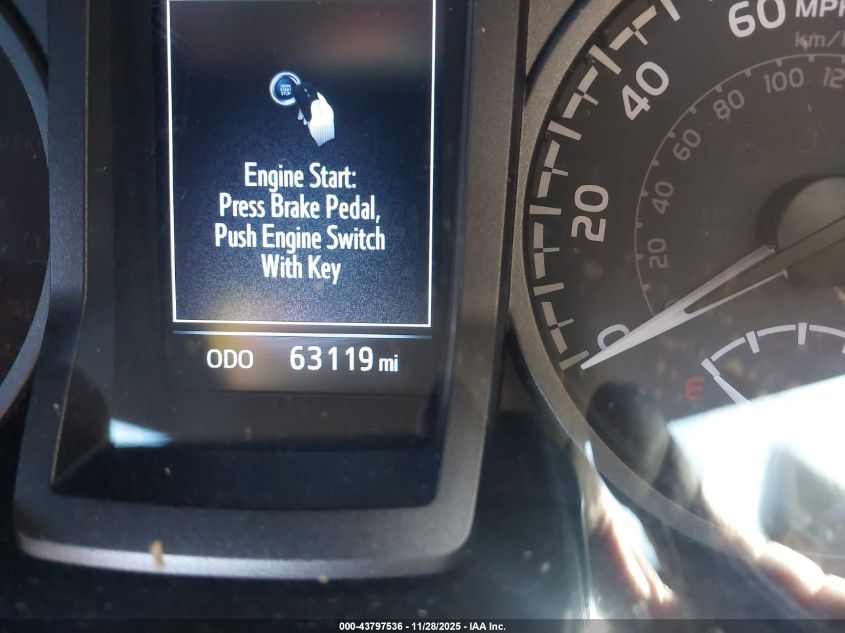 Engine Start:
Press Brake Pedal,
Push Engine Switch
With Key
ODO 63119 mi
0
20
40
60 MPH
km/h
20
40
60
80
100
E
000-43797536 - 11/28/2025 - IAA Inc.